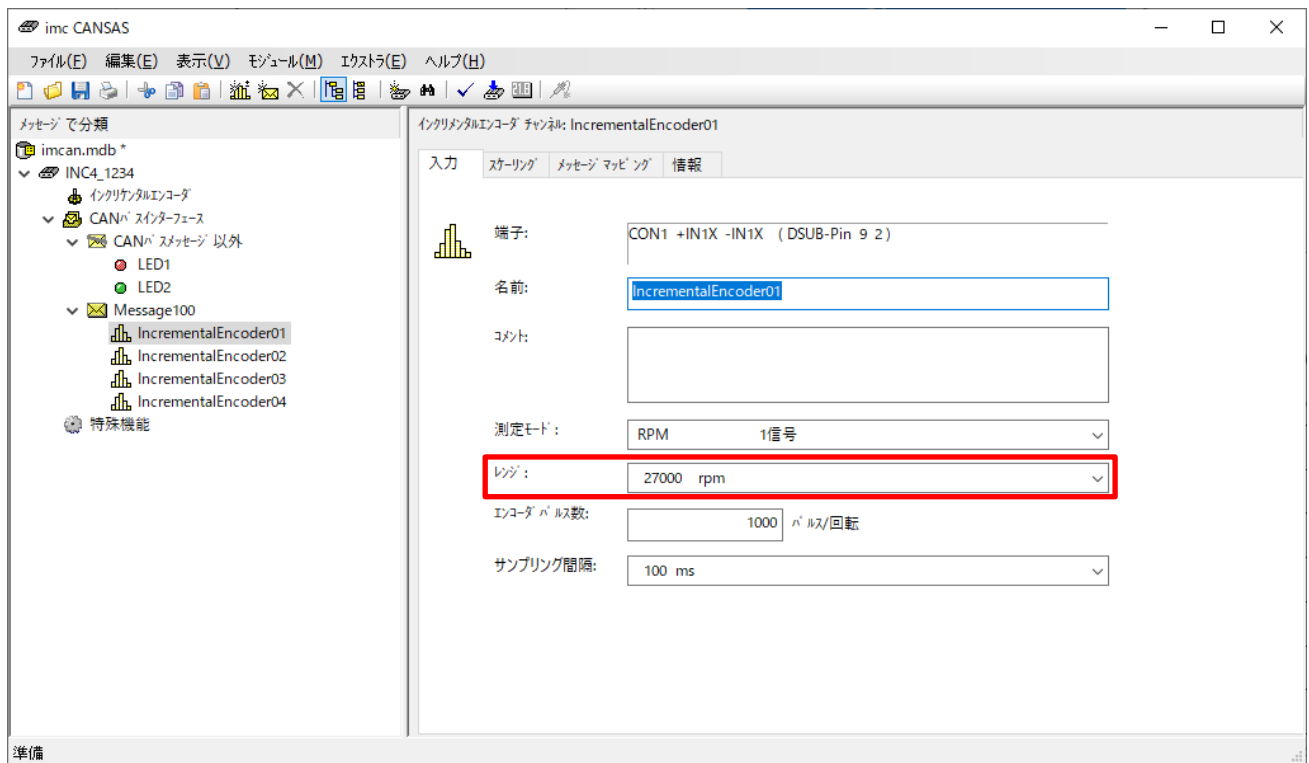 imc CANSAS
ファイル(F) 編集(E) 表示(V) モジュール(M) エクストラ(E) ヘルプ(H)
メッセージで分類
imcan.mdb *
INC4_1234
インクリケンタルエンコーダ
CANバスインターフェース
CANバスメッセージ以外
LED1
LED2
Message100
IncrementalEncoder01
IncrementalEncoder02
IncrementalEncoder03
IncrementalEncoder04
特殊機能
インクリメンタルエンコーダ チャンネル: IncrementalEncoder01
入力 スケーリング メッセージ マッピング 情報
端子: CON1 +IN1X -IN1X ( DSUB-Pin 9 2 )
名前: IncrementalEncoder01
コメント:
測定モード: RPM 1信号
レンジ: 27000 rpm
エンコーダパルス数: 1000 パルス/回転
サンプリング間隔: 100 ms
準備